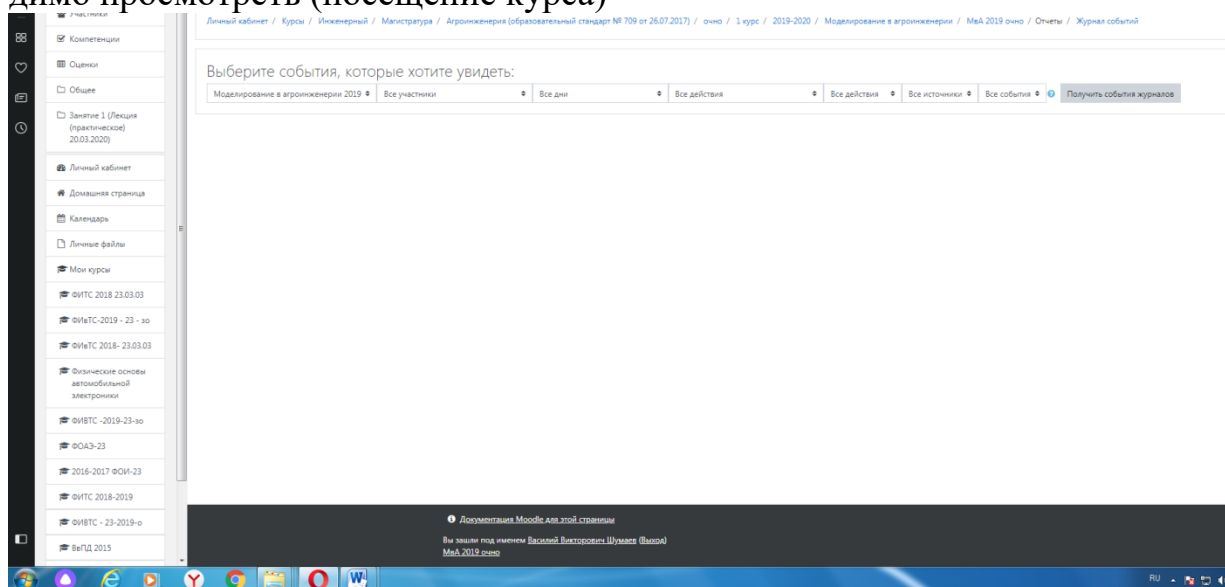 димо просмотреть (посещение курса)
Участники
Компетенции
Оценки
Общее
Занятие 1 (Лекция
(практическое)
20.03.2020)
Личный кабинет
Домашняя страница
Календарь
Личные файлы
Мои курсы
ФИТС 2018 23.03.03
ФИвТС-2019 - 23 - зо
ФИвТС 2018- 23.03.03
Физические основы
автомобильной
электроники
ФИВТС -2019-23-зо
ФОАЭ-23
2016-2017 ФОИ-23
ФИТС 2018-2019
ФИВТС - 23-2019-о
ВвПД 2015
Личный кабинет / Курсы / Инженерный / Магистратура / Агроинженерия (образовательный стандарт № 709 от 26.07.2017) / очно / 1 курс / 2019-2020 / Моделирование в агроинженерии / МвА 2019 очно / Отчеты / Журнал событий
Выберите события, которые хотите увидеть:
Моделирование в агроинженерии 2019 Все участники Все дни Все действия Все действия Все источники Все события Получить события журналов
Документация Moodle для этой страницы
Вы зашли под именем Василий Викторович Шумаев (Выход)
МвА 2019 очно
RU